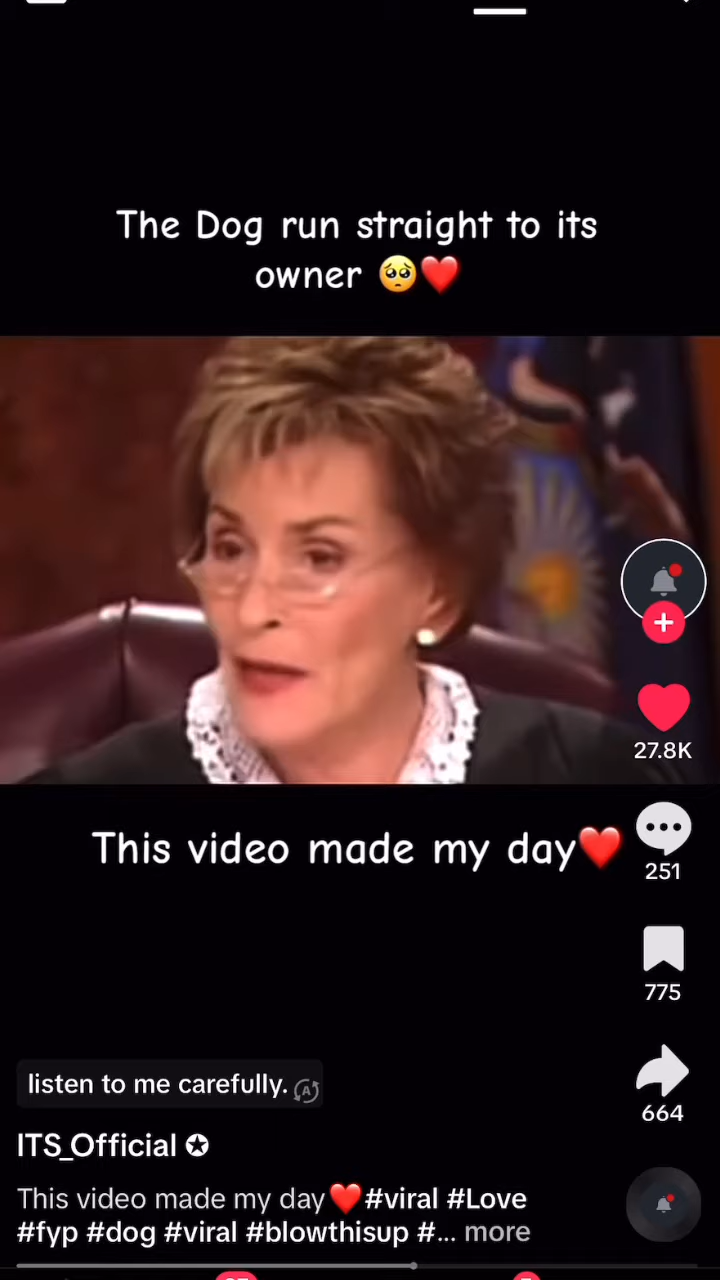 The Dog run straight to its
owner 🥺❤️
27.8K
This video made my day❤️
251
775
listen to me carefully.
664
ITS_Official
This video made my day❤️#viral #Love
#fyp #dog #viral #blowthisup #... more